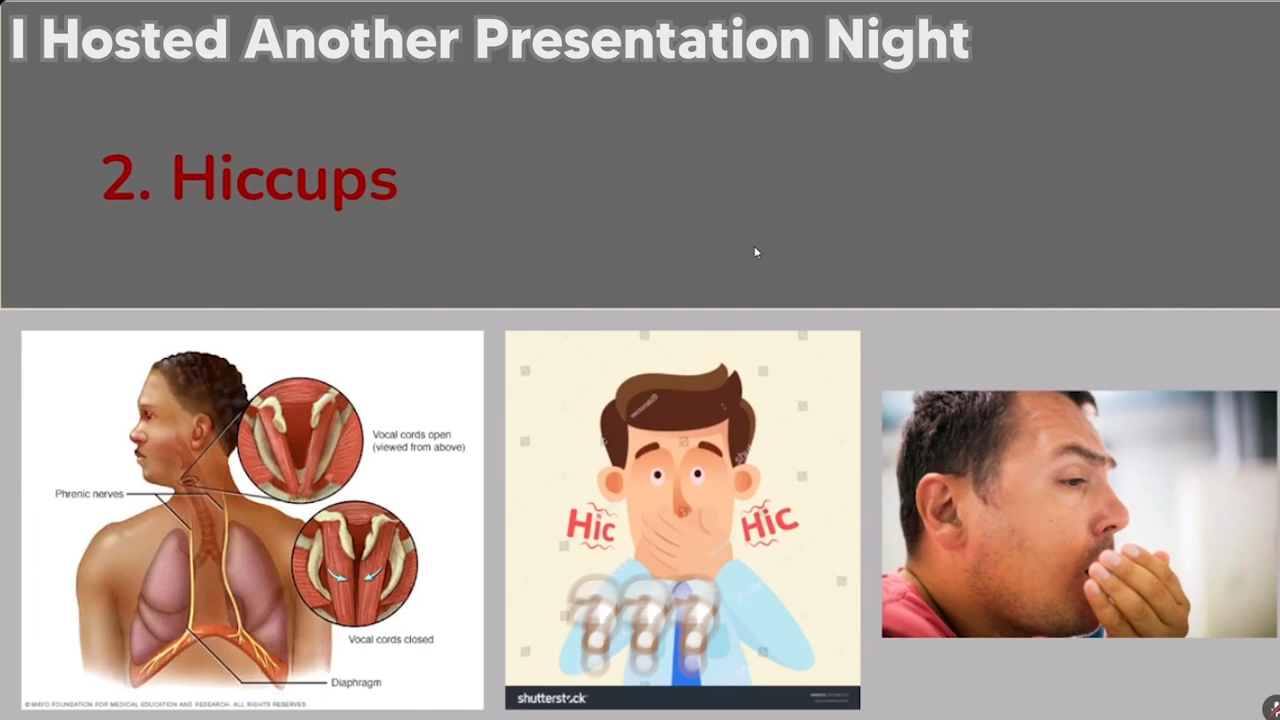 I Hosted Another Presentation Night
2. Hiccups
Vocal cords open
(viewed from above)
Phrenic nerves
Vocal cords closed
Diaphragm
© MAYO FOUNDATION FOR MEDICAL EDUCATION AND RESEARCH. ALL RIGHTS RESERVED.
Hic
Hic
???
shutterstock